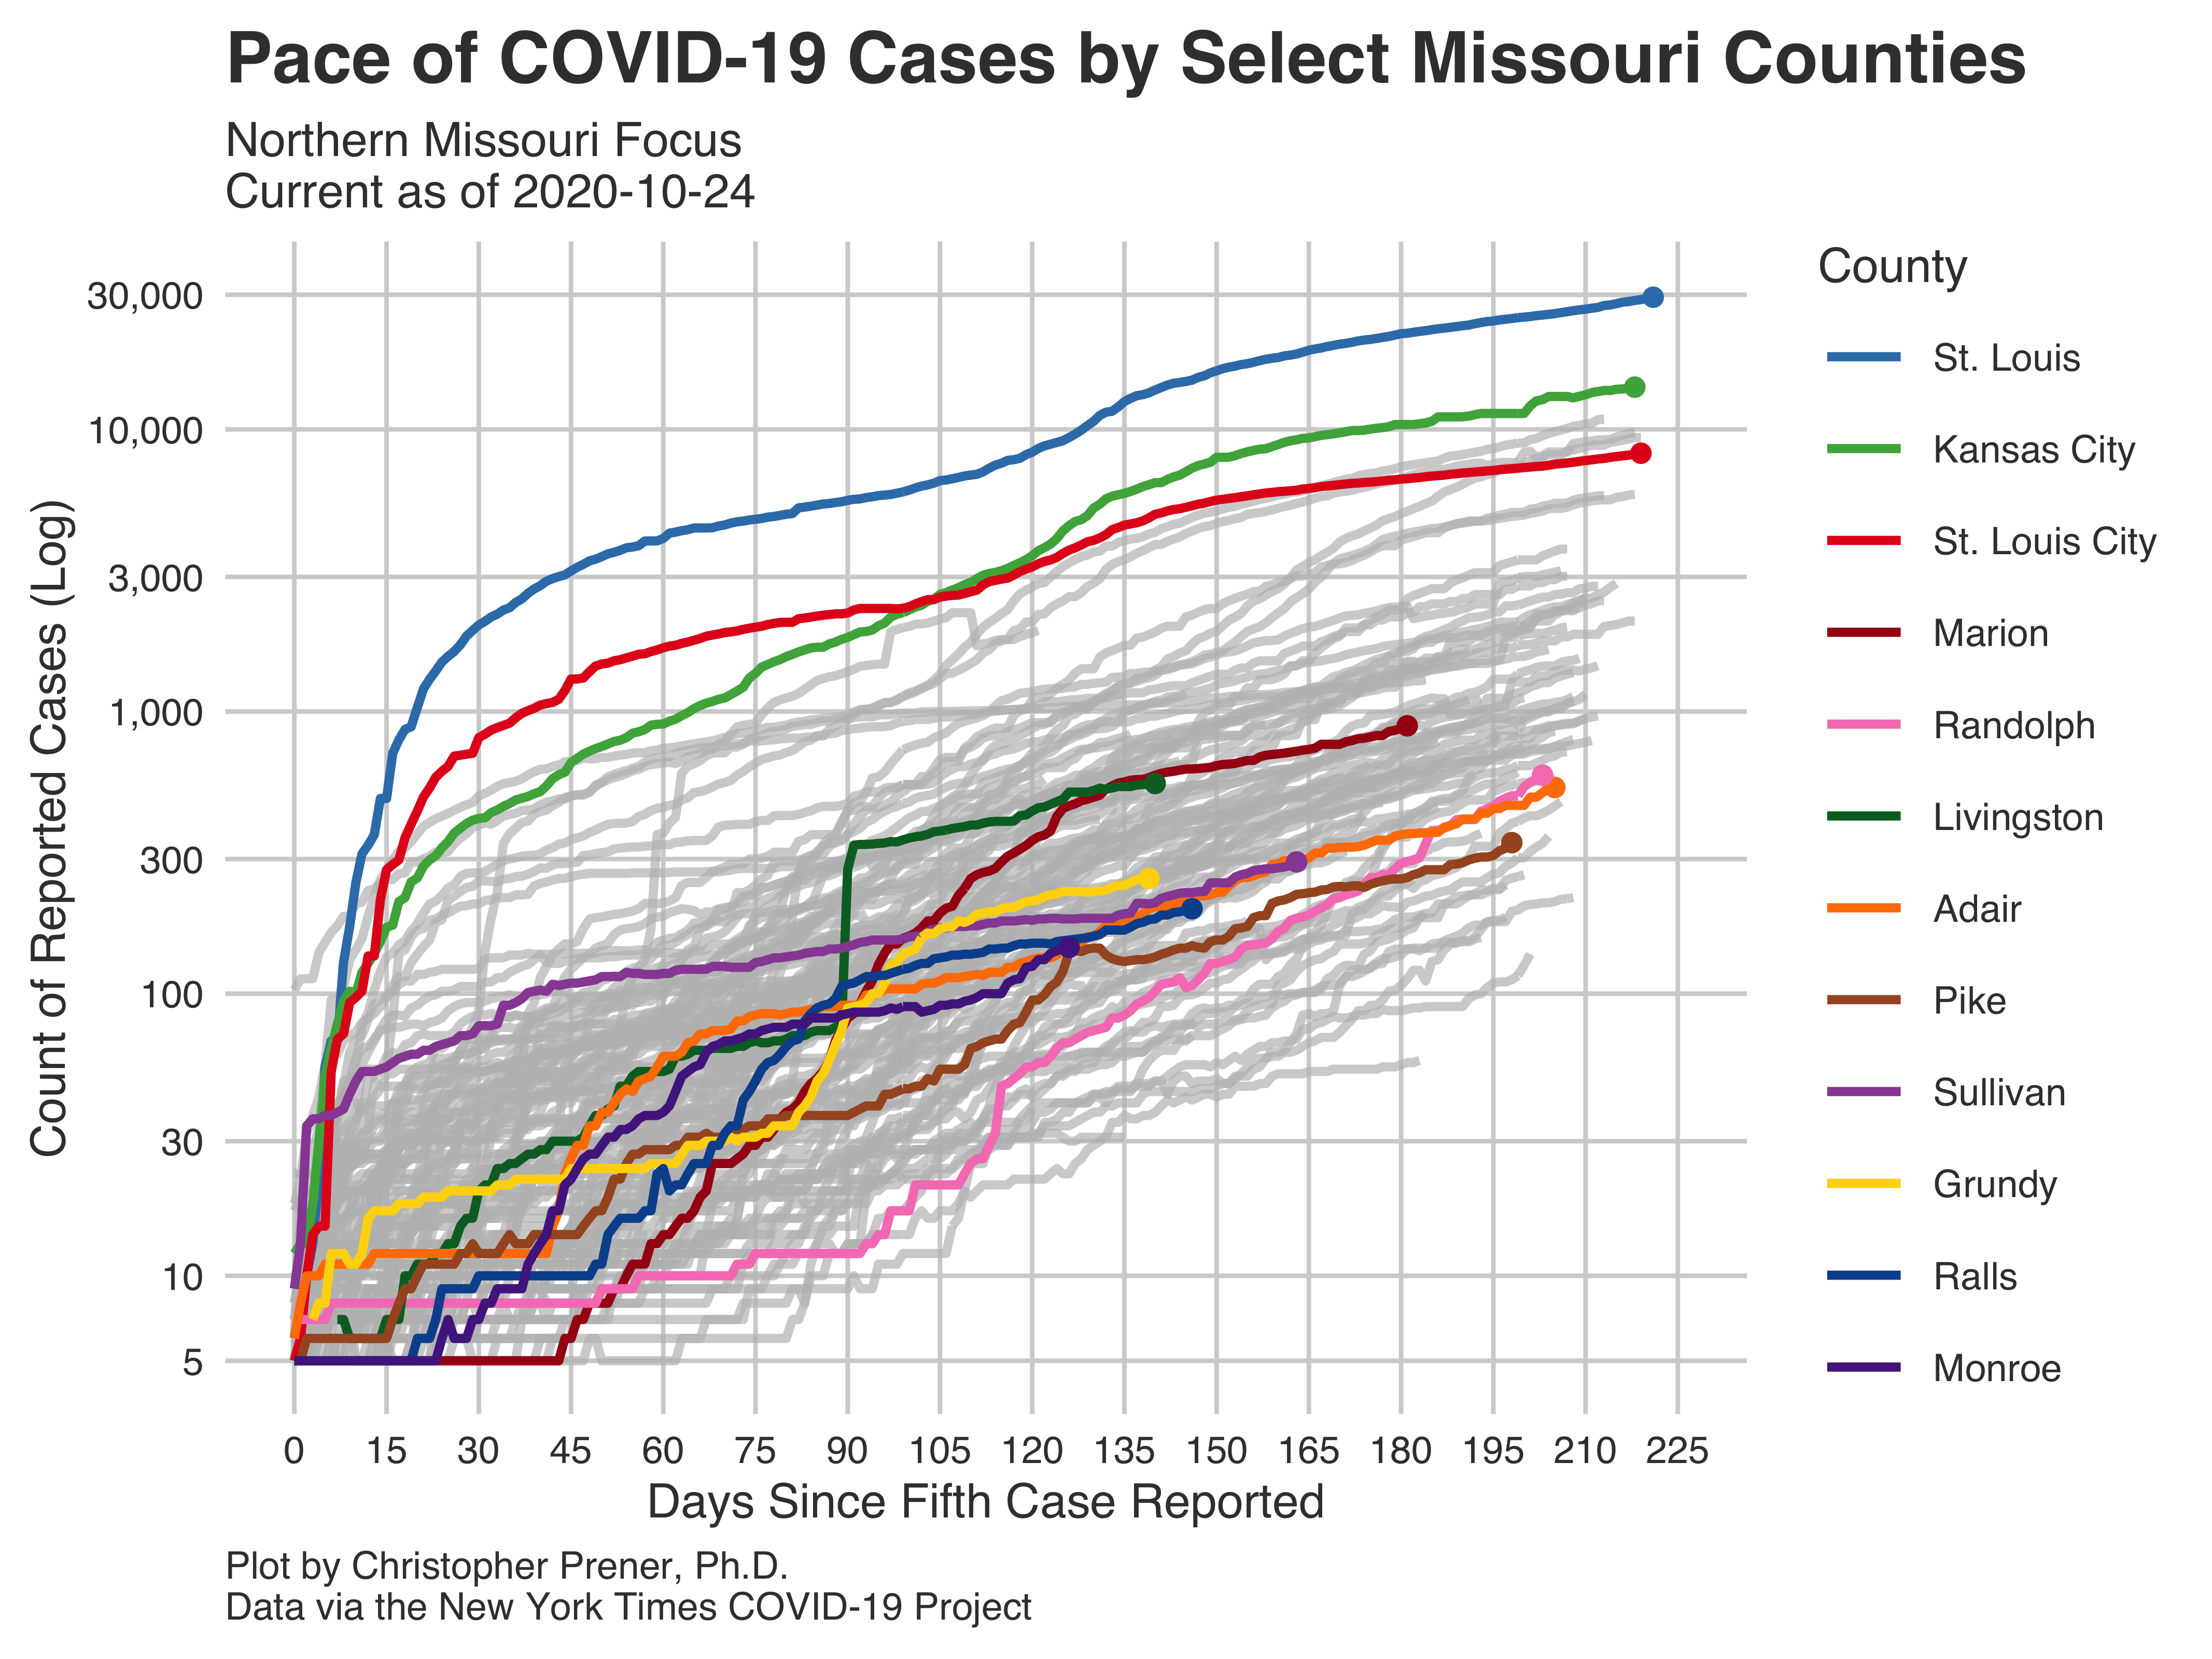 Pace of COVID-19 Cases by Select Missouri Counties
Northern Missouri Focus
Current as of 2020-10-24
Count of Reported Cases (Log)
30,000
10,000
3,000
1,000
300
100
30
10
5
0 15 30 45 60 75 90 105 120 135 150 165 180 195 210 225
Days Since Fifth Case Reported
County
St. Louis
Kansas City
St. Louis City
Marion
Randolph
Livingston
Adair
Pike
Sullivan
Grundy
Ralls
Monroe
Plot by Christopher Prener, Ph.D.
Data via the New York Times COVID-19 Project